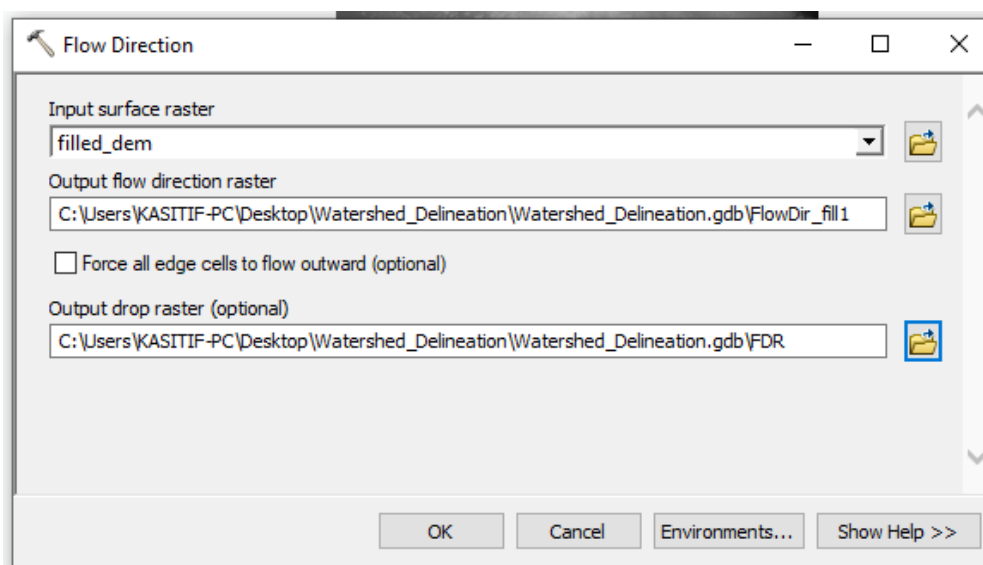 Flow Direction
Input surface raster
filled_dem
Output flow direction raster
C:\Users\KASITIF-PC\Desktop\Watershed_Delineation\Watershed_Delineation.gdb\FlowDir_fill1
Force all edge cells to flow outward (optional)
Output drop raster (optional)
C:\Users\KASITIF-PC\Desktop\Watershed_Delineation\Watershed_Delineation.gdb\FDR
OK Cancel Environments... Show Help >>